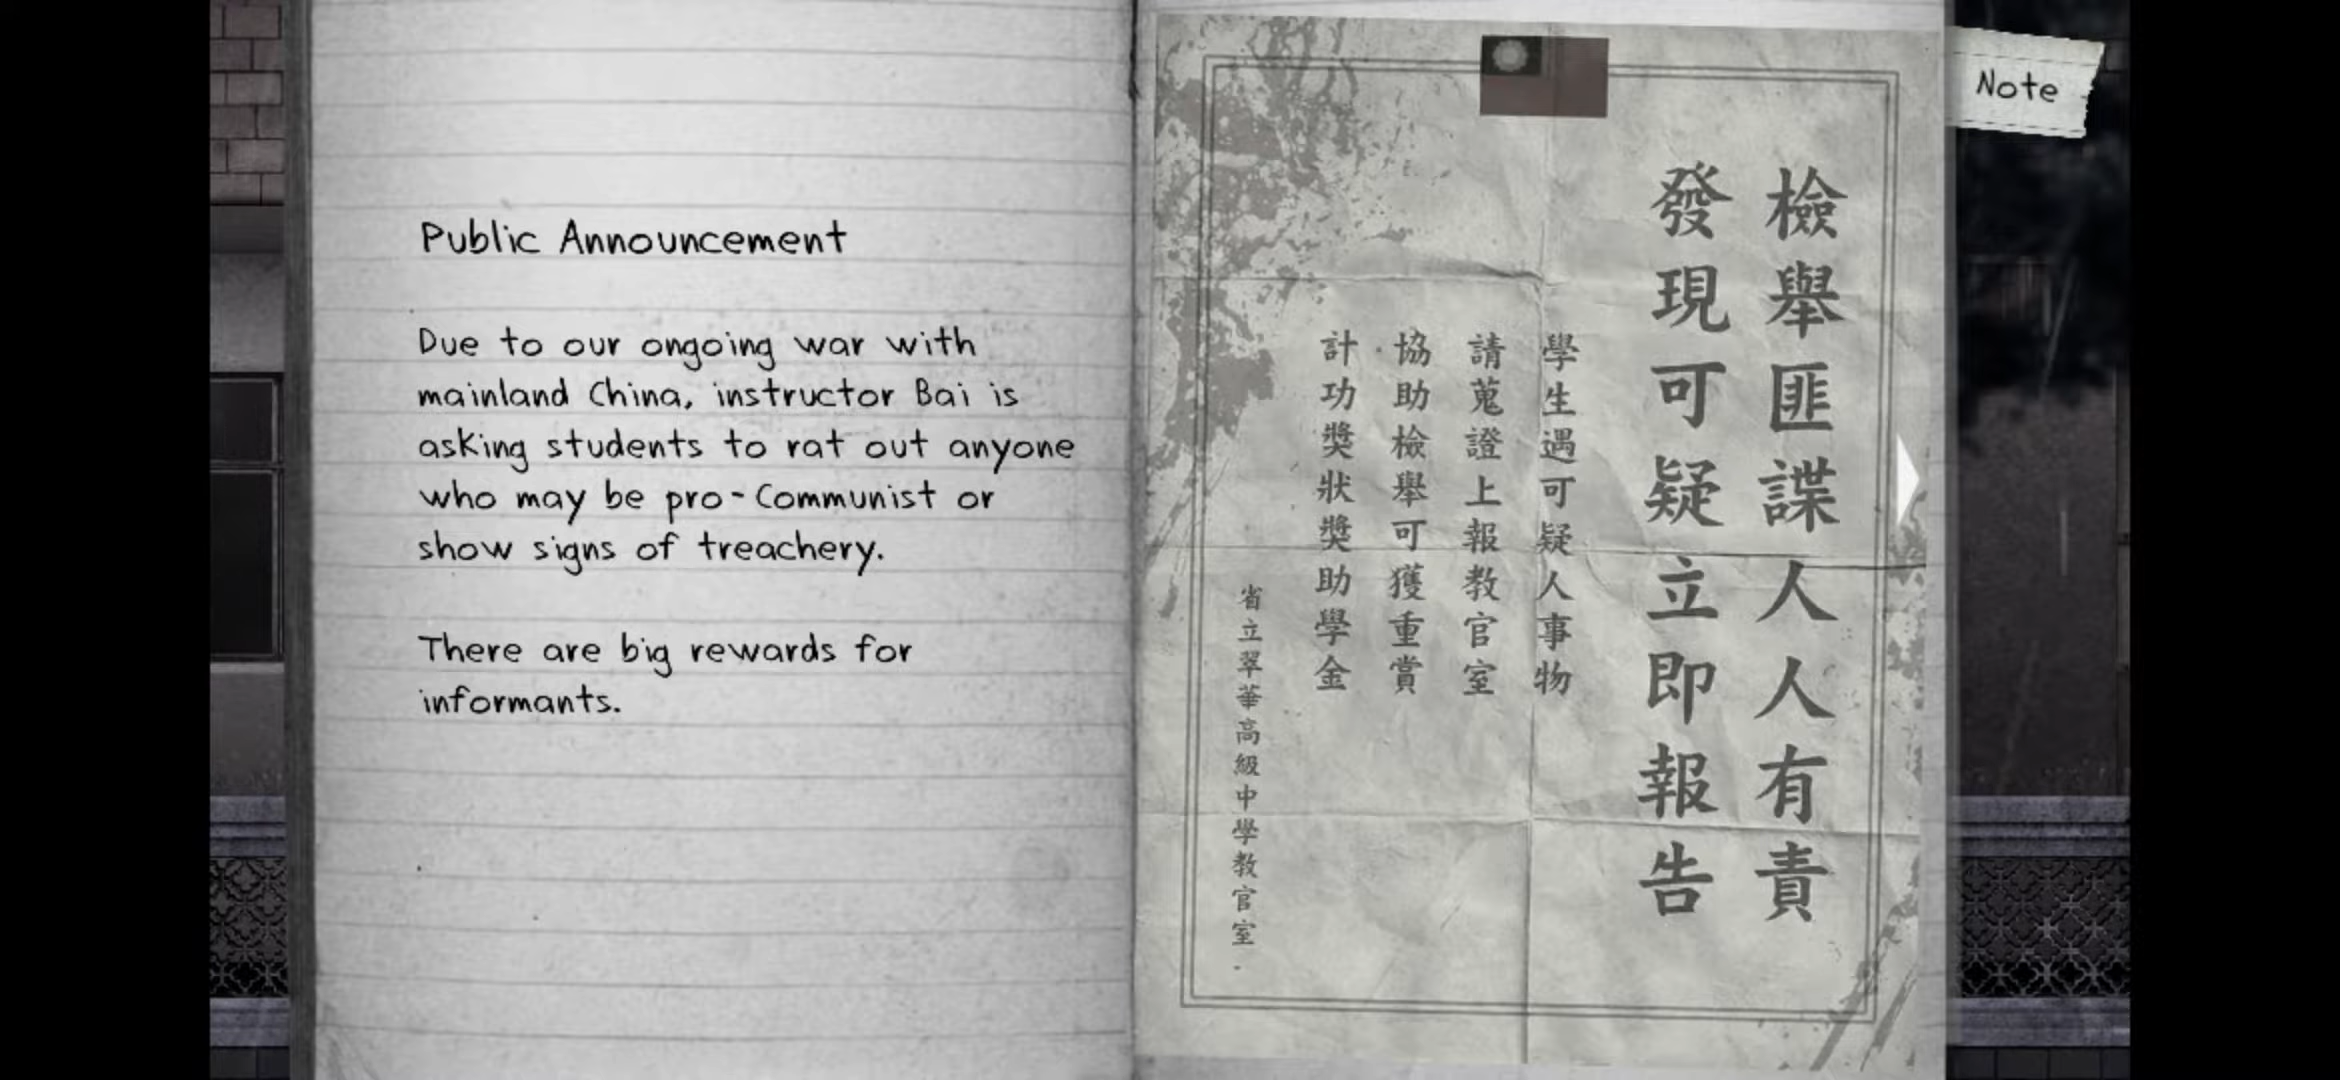 Public Announcement
Due to our ongoing war with
mainland China, instructor Bai is
asking students to rat out anyone
who may be pro-Communist or
show signs of treachery.
There are big rewards for
informants.
檢舉匪諜人人有責
發現可疑立即報告
學生遇可疑人事物
請蒐證上報教官室
協助檢舉可獲重賞
計功獎狀獎助學金
省立翠華高級中學教官室
Note